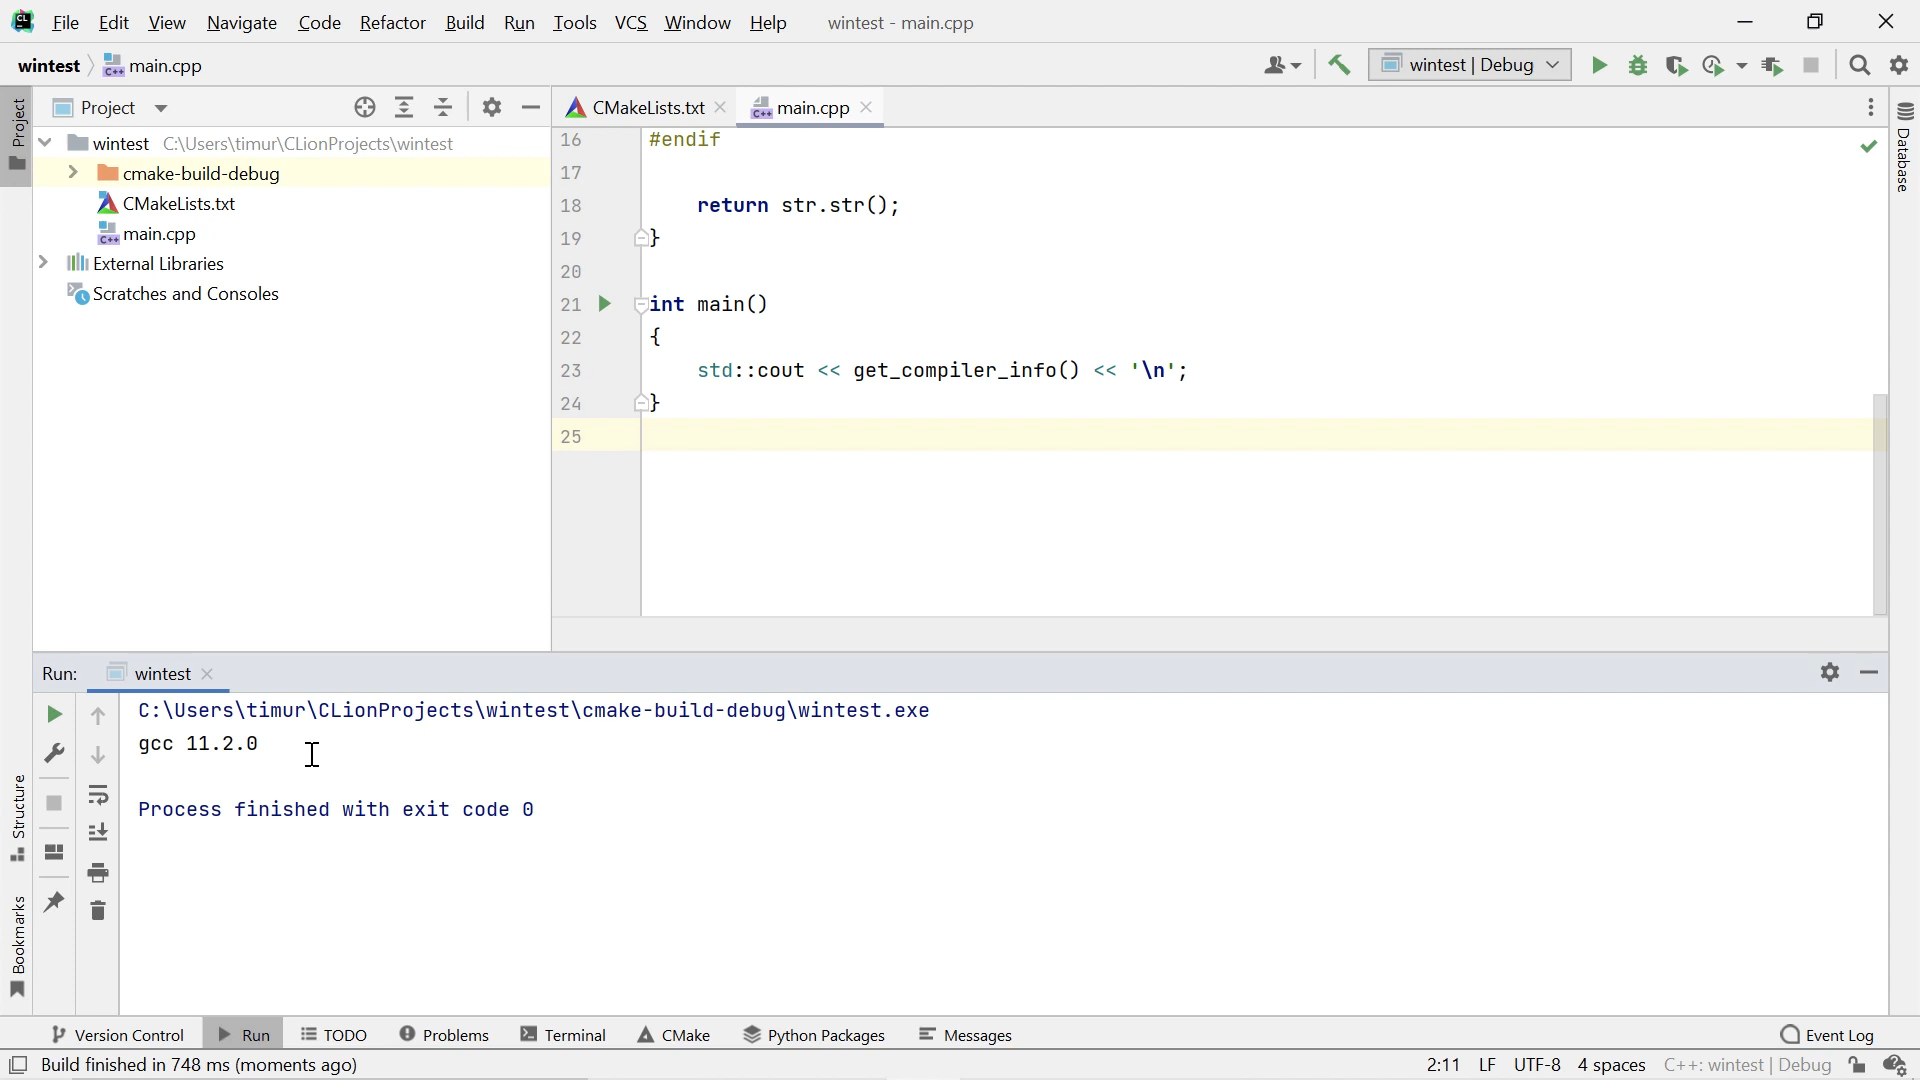 File Edit View Navigate Code Refactor Build Run Tools VCS Window Help wintest - main.cpp
wintest main.cpp wintest | Debug
Project
Project
CMakeLists.txt main.cpp
Database
wintest C:\Users\timur\CLionProjects\wintest
cmake-build-debug
CMakeLists.txt
main.cpp
External Libraries
Scratches and Consoles
16 #endif
17
18 return str.str();
19 }
20
21 int main()
22 {
23 std::cout << get_compiler_info() << '\n';
24 }
25
Run: wintest
C:\Users\timur\CLionProjects\wintest\cmake-build-debug\wintest.exe
gcc 11.2.0
Process finished with exit code 0
Structure
Bookmarks
Version Control Run TODO Problems Terminal CMake Python Packages Messages Event Log
Build finished in 748 ms (moments ago) 2:11 LF UTF-8 4 spaces C++: wintest | Debug